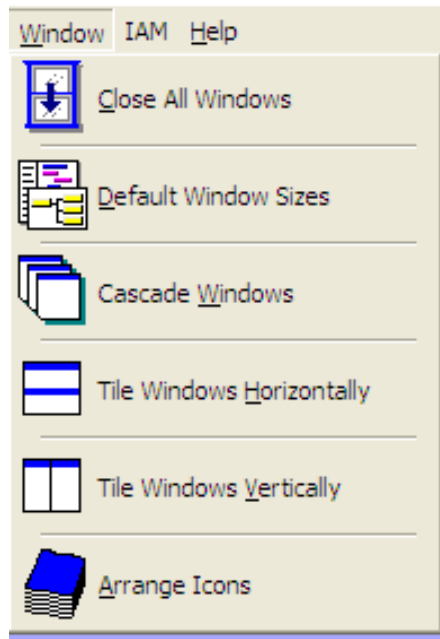 Window IAM Help
Close All Windows
Default Window Sizes
Cascade Windows
Tile Windows Horizontally
Tile Windows Vertically
Arrange Icons